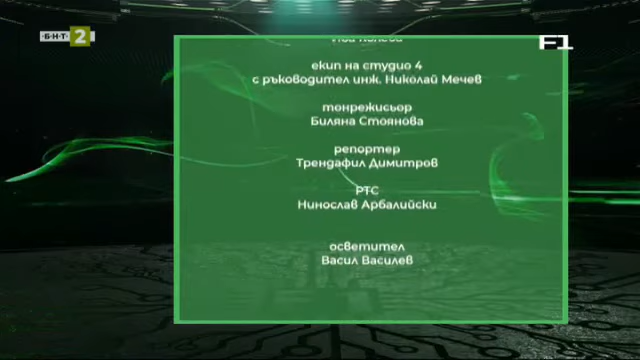 БНТ 2
F1
екип на студио 4
с ръководител инж. Николай Мечев
тонрежисьор
Биляна Стоянова
репортер
Трендафил Димитров
РТС
Нинослав Арбалийски
осветител
Васил Василев